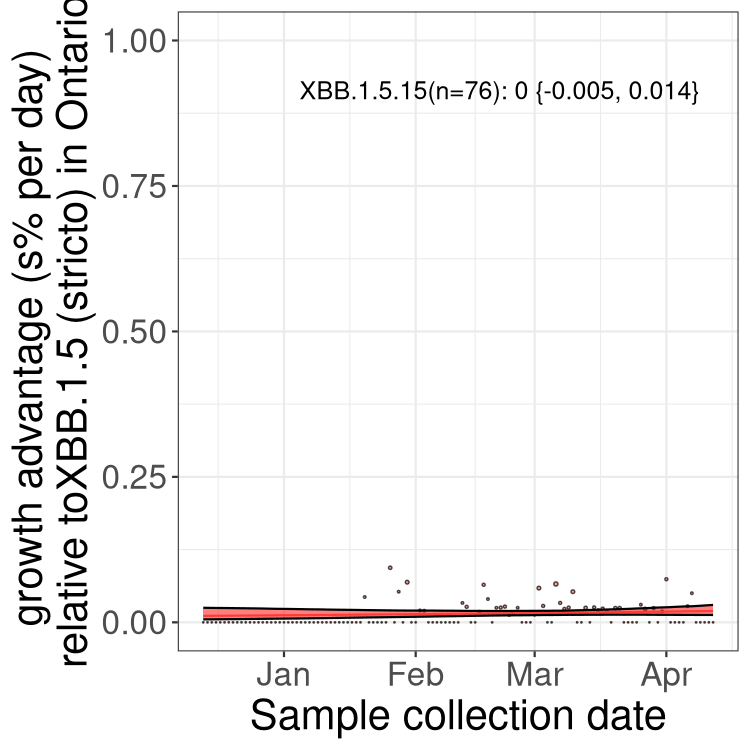 growth advantage (s% per day)
relative toXBB.1.5 (stricto) in Ontario
1.00
XBB.1.5.15(n=76): 0 {-0.005, 0.014}
0.75
0.50
0.25
0.00
Jan Feb Mar Apr
Sample collection date